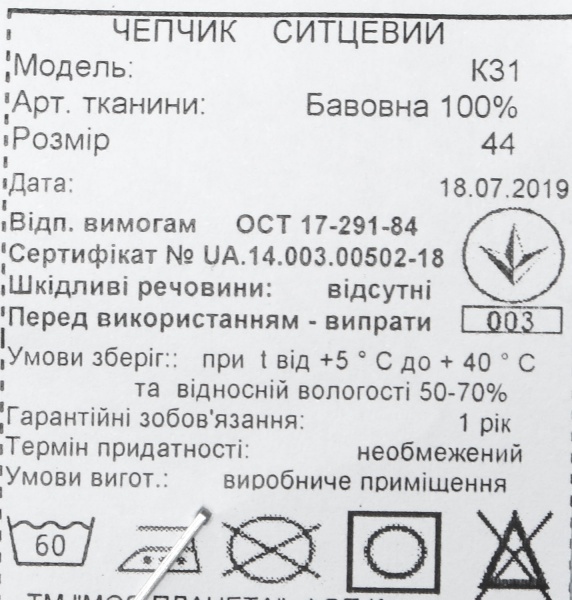 ЧЕПЧИК СИТЦЕВИЙ
Модель: К31
Арт. тканини: Бавовна 100%
Розмір 44
Дата: 18.07.2019
Відп. вимогам ОСТ 17-291-84
Сертифікат № UA.14.003.00502-18
Шкідливі речовини: відсутні
Перед використанням - випрати 003
Умови зберіг:: при t від +5 ° С до + 40 ° С
та відносній вологості 50-70%
Гарантійні зобов'язання: 1 рік
Термін придатності: необмежений
Умови вигот.: виробниче приміщення
60